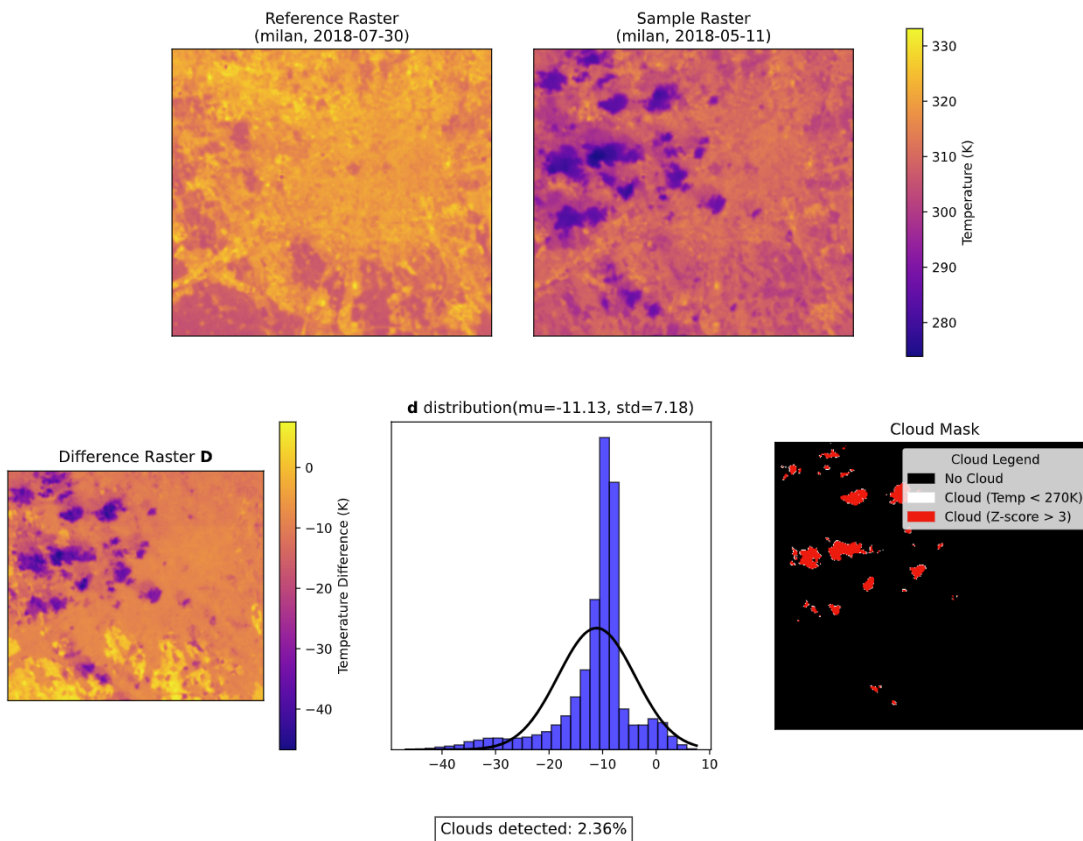 Reference Raster
(milan, 2018-07-30)
Sample Raster
(milan, 2018-05-11)
330
320
310
300
290
280
Temperature (K)
Difference Raster D
0
−10
−20
−30
−40
Temperature Difference (K)
d distribution(mu=-11.13, std=7.18)
−40 −30 −20 −10 0 10
Cloud Mask
Cloud Legend
No Cloud
Cloud (Temp < 270K)
Cloud (Z-score > 3)
Clouds detected: 2.36%